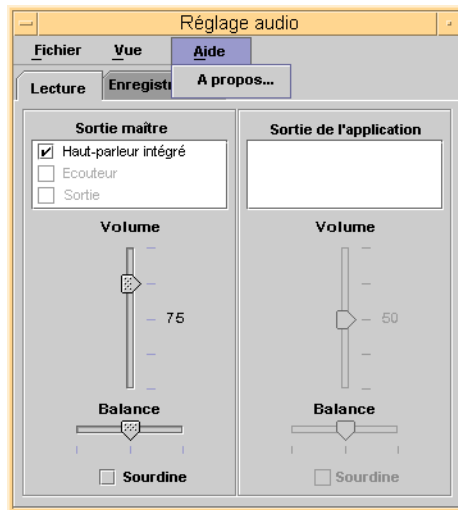 Réglage audio
Fichier Vue Aide
A propos...
Lecture
Sortie maître
Haut-parleur intégré
Ecouteur
Sortie
Volume
75
Balance
Sourdine
Sortie de l'application
Volume
50
Balance
Sourdine